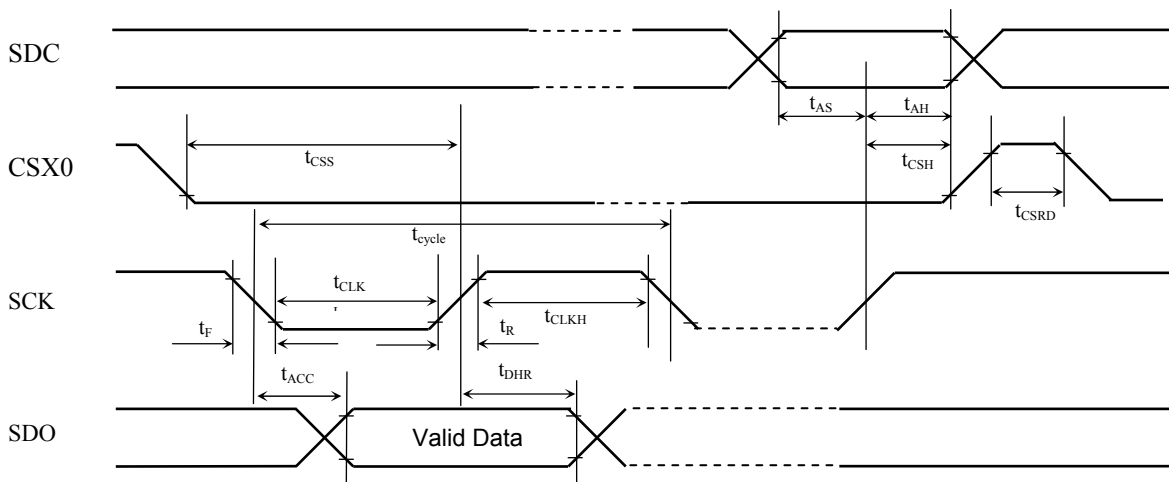 SDC
tAS
tAH
CSX0
tCSS
tCSH
tCSRD
tcycle
SCK
tCLK
tCLKH
tF
tR
tACC
tDHR
SDO
Valid Data